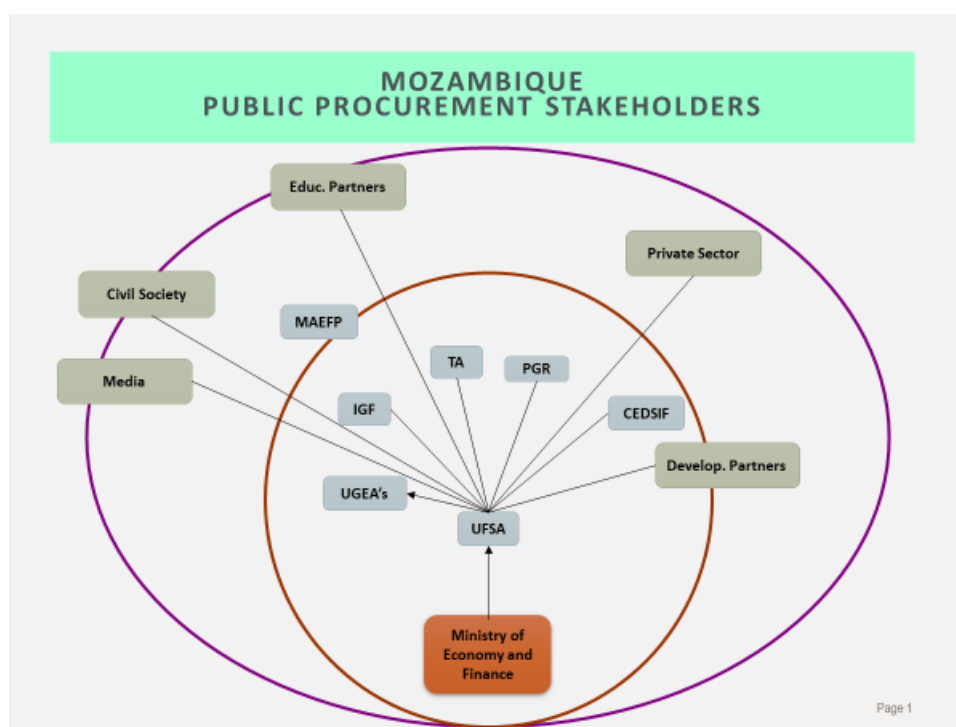 MOZAMBIQUE
PUBLIC PROCUREMENT STAKEHOLDERS
Educ. Partners
Private Sector
Civil Society
MAEFP
TA
PGR
Media
IGF
CEDSIF
Develop. Partners
UGEA's
UFSA
Ministry of
Economy and
Finance
Page 1